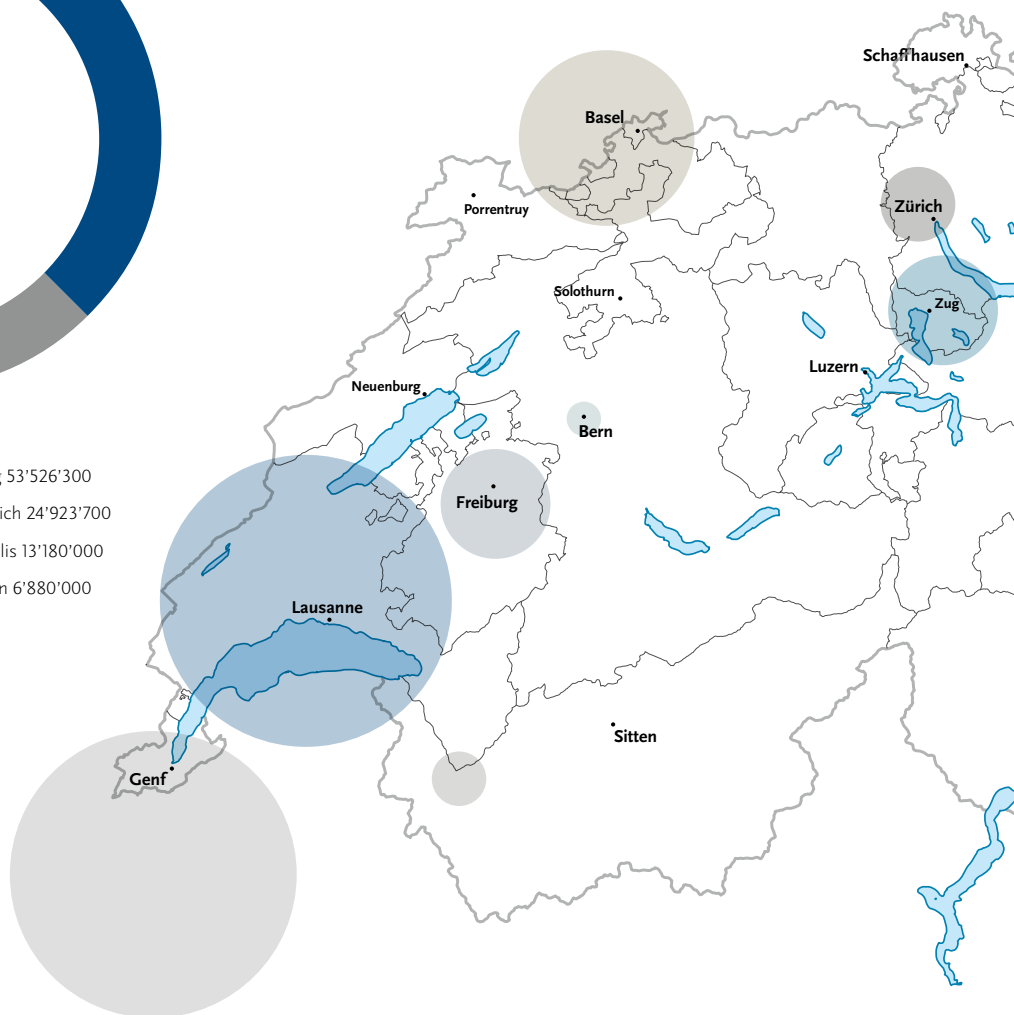 Schaffhausen
Basel
Porrentruy
Zürich
Solothurn
Zug
Luzern
Neuenburg
Bern
53’526’300
Freiburg
24’923’700
13’180’000
6’880’000
Lausanne
Sitten
Genf